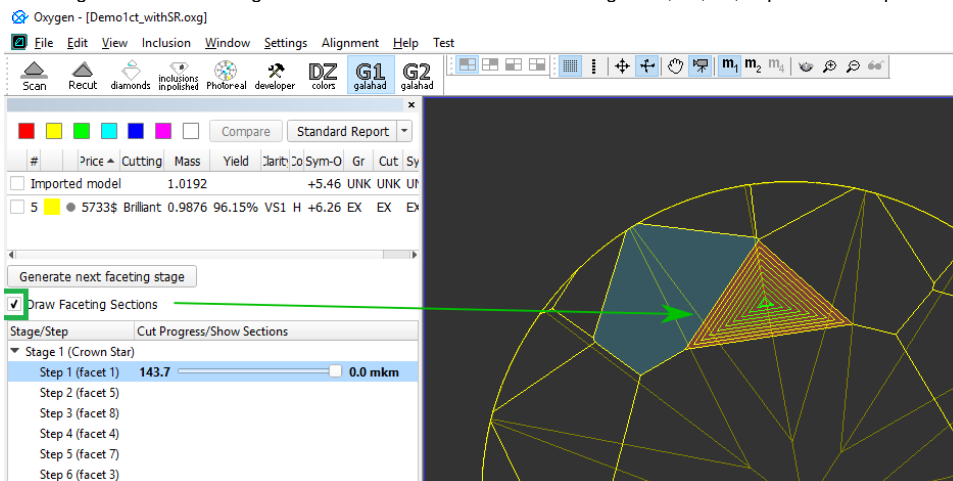 Oxygen - [Demo1ct_withSR.oxg]
File Edit View Inclusion Window Settings Alignment Help Test
Scan Recut diamonds inclusions inpolished Photoreal developer DZ colors G1 galahad G2 galahad m1 m2 m4
Compare Standard Report
# Price Cutting Mass Yield Clarity Co Sym-O Gr Cut Sy
Imported model 1.0192 +5.46 UNK UNK UN
5 5733$ Brilliant 0.9876 96.15% VS1 H +6.26 EX EX EX
Generate next faceting stage
Draw Faceting Sections
Stage/Step Cut Progress/Show Sections
Stage 1 (Crown Star)
Step 1 (facet 1) 143.7 0.0 mkm
Step 2 (facet 5)
Step 3 (facet 8)
Step 4 (facet 4)
Step 5 (facet 7)
Step 6 (facet 3)